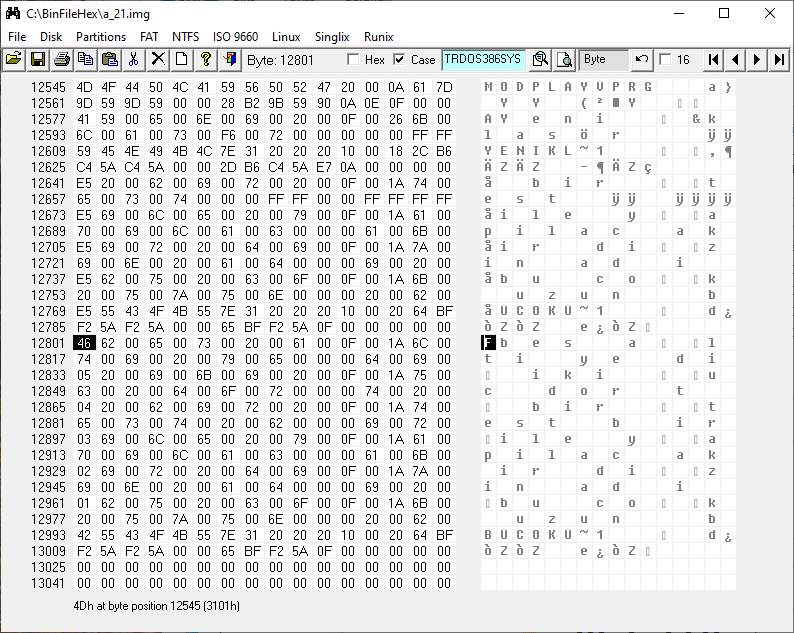 C:\BinFileHex\a_21.img
File Disk Partitions FAT NTFS ISO 9660 Linux Singlix Runix
Byte: 12801 Hex Case TRDOS386SYS Byte 16
12545 4D 4F 44 50 4C 41 59 56 50 52 47 20 00 0A 61 7D M O D P L A Y V P R G a }
12561 9D 59 9D 59 00 00 28 B2 9B 59 90 0A 0E 0F 00 00 Y Y ( ² Y
12577 41 59 00 65 00 6E 00 69 00 20 00 0F 00 26 6B 00 A Y e n i & k
12593 6C 00 61 00 73 00 F6 00 72 00 00 00 00 00 FF FF l a s ö r ÿ ÿ
12609 59 45 4E 49 4B 4C 7E 31 20 20 20 10 00 18 2C B6 Y E N I K L ~ 1 , ¶
12625 C4 5A C4 5A 00 00 2D B6 C4 5A E7 0A 00 00 00 00 Ä Z Ä Z - ¶ Ä Z ç
12641 E5 20 00 62 00 69 00 72 00 20 00 0F 00 1A 74 00 å b i r t
12657 65 00 73 00 74 00 00 00 FF FF 00 00 FF FF FF FF e s t ÿ ÿ ÿ ÿ ÿ ÿ
12673 E5 69 00 6C 00 65 00 20 00 79 00 0F 00 1A 61 00 å i l e y a
12689 70 00 69 00 6C 00 61 00 63 00 00 00 61 00 6B 00 p i l a c a k
12705 E5 69 00 72 00 20 00 64 00 69 00 0F 00 1A 7A 00 å i r d i z
12721 69 00 6E 00 20 00 61 00 64 00 00 00 69 00 20 00 i n a d i
12737 E5 62 00 75 00 20 00 63 00 6F 00 0F 00 1A 6B 00 å b u c o k
12753 20 00 75 00 7A 00 75 00 6E 00 00 00 20 00 62 00 u z u n b
12769 E5 55 43 4F 4B 55 7E 31 20 20 20 10 00 20 64 BF å U C O K U ~ 1 d ¿
12785 F2 5A F2 5A 00 00 65 BF F2 5A 0F 00 00 00 00 00 ò Z ò Z e ¿ ò Z
12801 46 62 00 65 00 73 00 20 00 61 00 0F 00 1A 6C 00 F b e s a l
12817 74 00 69 00 20 00 79 00 65 00 00 00 64 00 69 00 t i y e d i
12833 05 20 00 69 00 6B 00 69 00 20 00 0F 00 1A 75 00 i k i u
12849 63 00 20 00 64 00 6F 00 72 00 00 00 74 00 20 00 c d o r t
12865 04 20 00 62 00 69 00 72 00 20 00 0F 00 1A 74 00 b i r t
12881 65 00 73 00 74 00 20 00 62 00 00 00 69 00 72 00 e s t b i r
12897 03 69 00 6C 00 65 00 20 00 79 00 0F 00 1A 61 00 i l e y a
12913 70 00 69 00 6C 00 61 00 63 00 00 00 61 00 6B 00 p i l a c a k
12929 02 69 00 72 00 20 00 64 00 69 00 0F 00 1A 7A 00 i r d i z
12945 69 00 6E 00 20 00 61 00 64 00 00 00 69 00 20 00 i n a d i
12961 01 62 00 75 00 20 00 63 00 6F 00 0F 00 1A 6B 00 b u c o k
12977 20 00 75 00 7A 00 75 00 6E 00 00 00 20 00 62 00 u z u n b
12993 42 55 43 4F 4B 55 7E 31 20 20 20 10 00 20 64 BF B U C O K U ~ 1 d ¿
13009 F2 5A F2 5A 00 00 65 BF F2 5A 0F 00 00 00 00 00 ò Z ò Z e ¿ ò Z
13025 00 00 00 00 00 00 00 00 00 00 00 00 00 00 00 00
13041 00 00 00 00 00 00 00 00 00 00 00 00 00 00 00 00
4Dh at byte position 12545 (3101h)